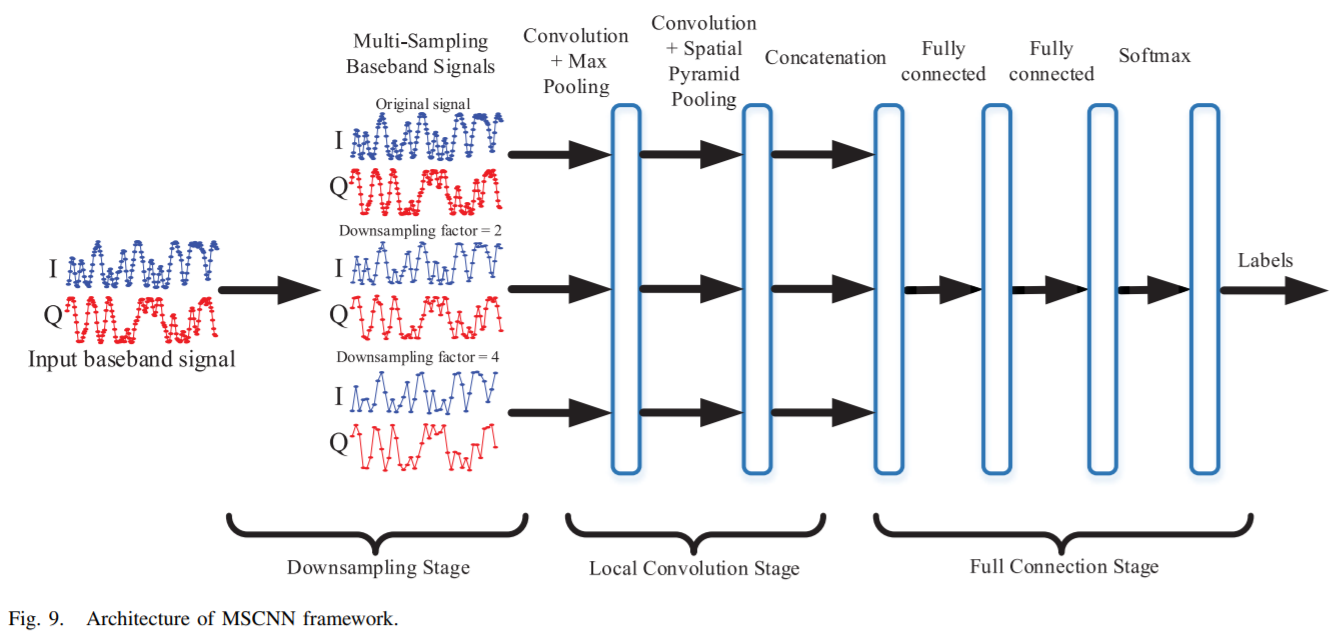 Multi-Sampling
Baseband Signals
Convolution
+ Max
Pooling
Convolution
+ Spatial
Pyramid
Pooling
Concatenation
Fully
connected
Fully
connected
Softmax
Original signal
I
Q
Downsampling factor = 2
I
Q
Downsampling factor = 4
I
Q
I
Q
Input baseband signal
Labels
Downsampling Stage
Local Convolution Stage
Full Connection Stage
Fig. 9. Architecture of MSCNN framework.